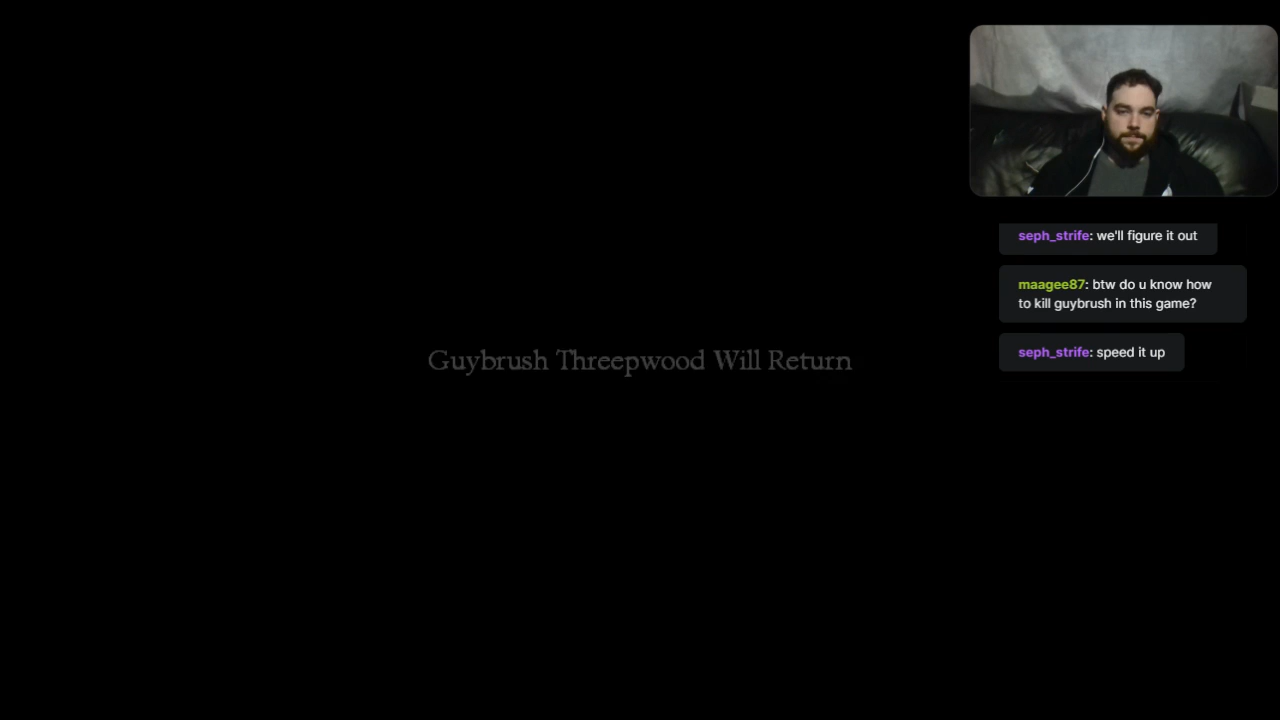 seph_strife: we'll figure it out
maagee87: btw do u know how
to kill guybrush in this game?
seph_strife: speed it up
Guybrush Threepwood Will Return